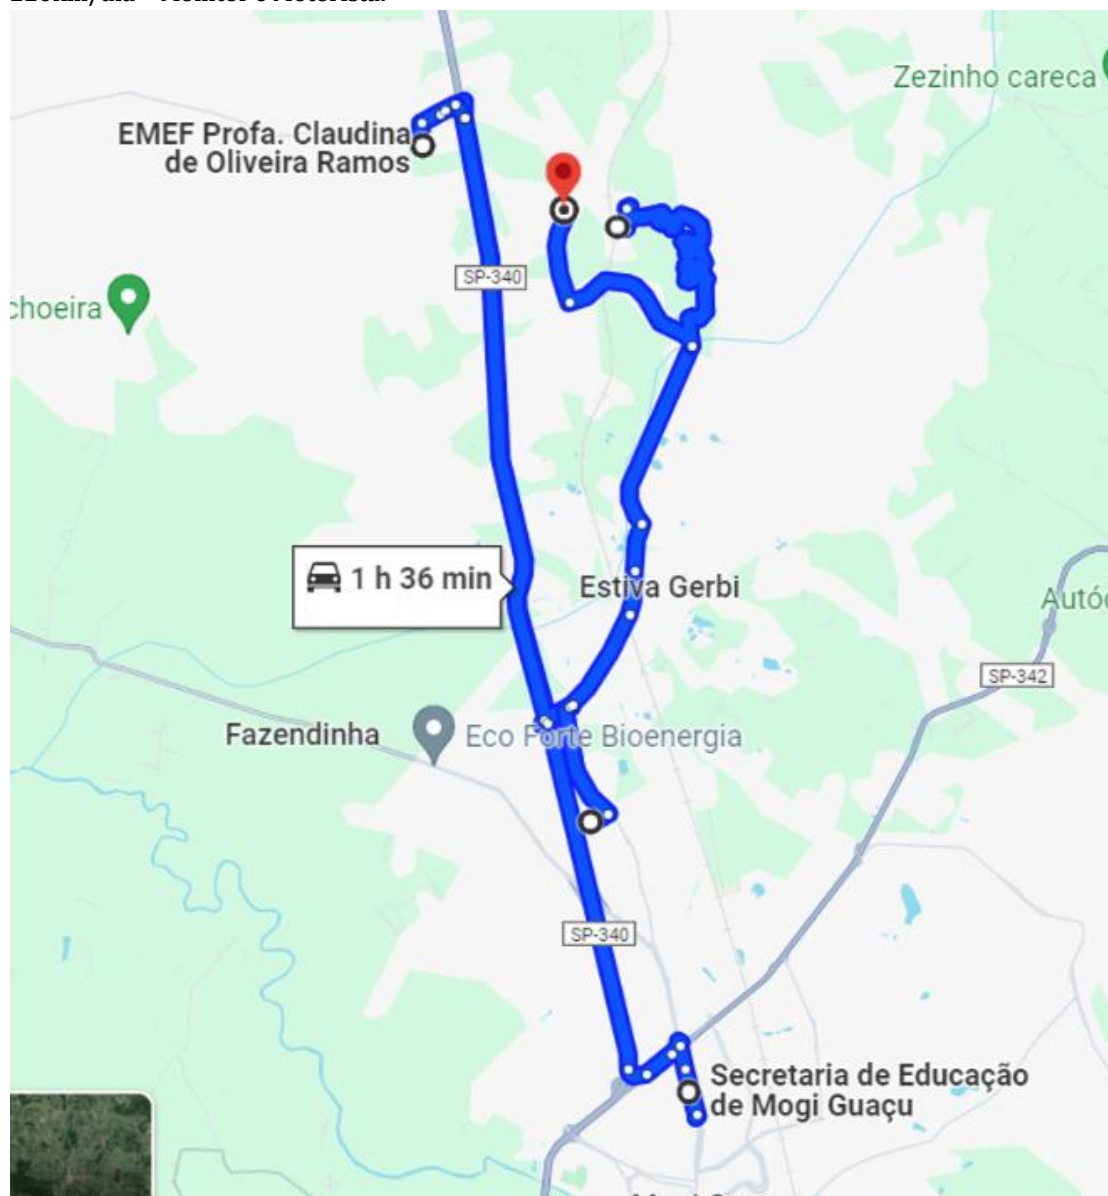 Zezinho careca
EMEF Profa. Claudina
de Oliveira Ramos
SP-340
choeira
1 h 36 min
Estiva Gerbi
SP-342
Fazendinha
Eco Forte Bioenergia
SP-340
Secretaria de Educação
de Mogi Guaçu